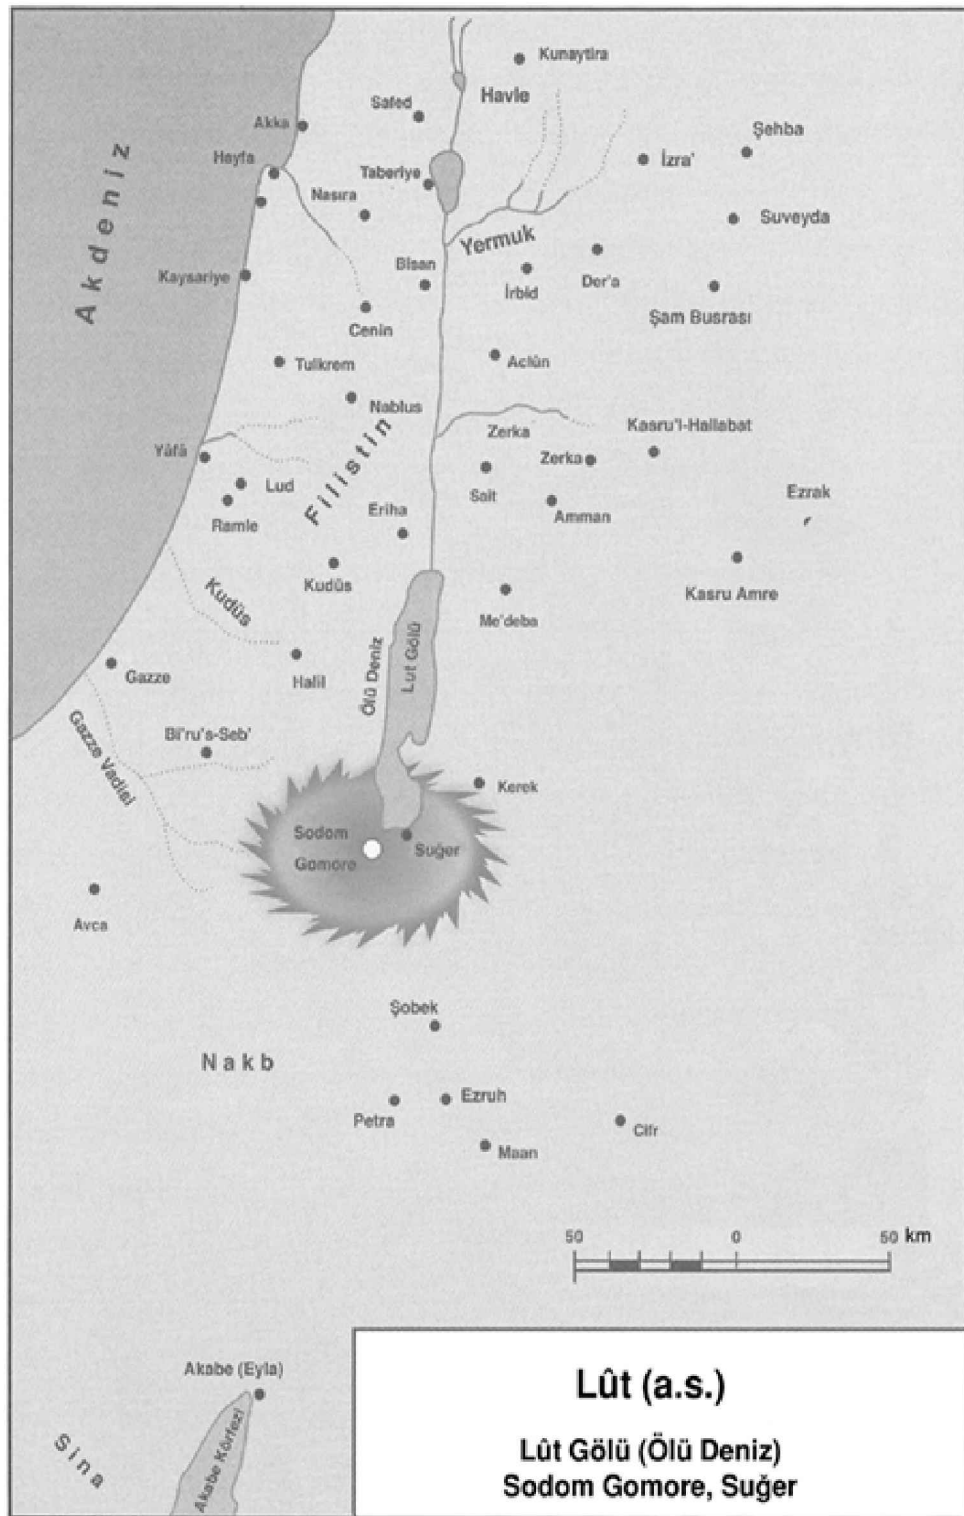 Kunaytira
Havle
Safed
Akka
Şehba
Hayfa
Taberiye
İzra'
Nasıra
Akdeniz
Suveyda
Yermuk
Bisan
İrbid
Der'a
Kaysariye
Şam Busrası
Cenin
Tulkrem
Aclûn
Nablus
Filistin
Zerka
Kasru'l-Hallabat
Yâfâ
Zerka
Lud
Salt
Ezrak
Ramle
Eriha
Amman
Kudüs
Kasru Amre
Kudüs
Me'deba
Ölü Deniz
Lut Gölü
Gazze
Halil
Gazze Vadisi
Bi'ru's-Seb'
Kerek
Sodom
Gomore
Suğer
Avca
Şobek
Nakb
Petra
Ezruh
Cifr
Maan
50 0 50 km
Akabe (Eyla)
Akabe Körfezi
Sina
Lût (a.s.)
Lût Gölü (Ölü Deniz)
Sodom Gomore, Suğer